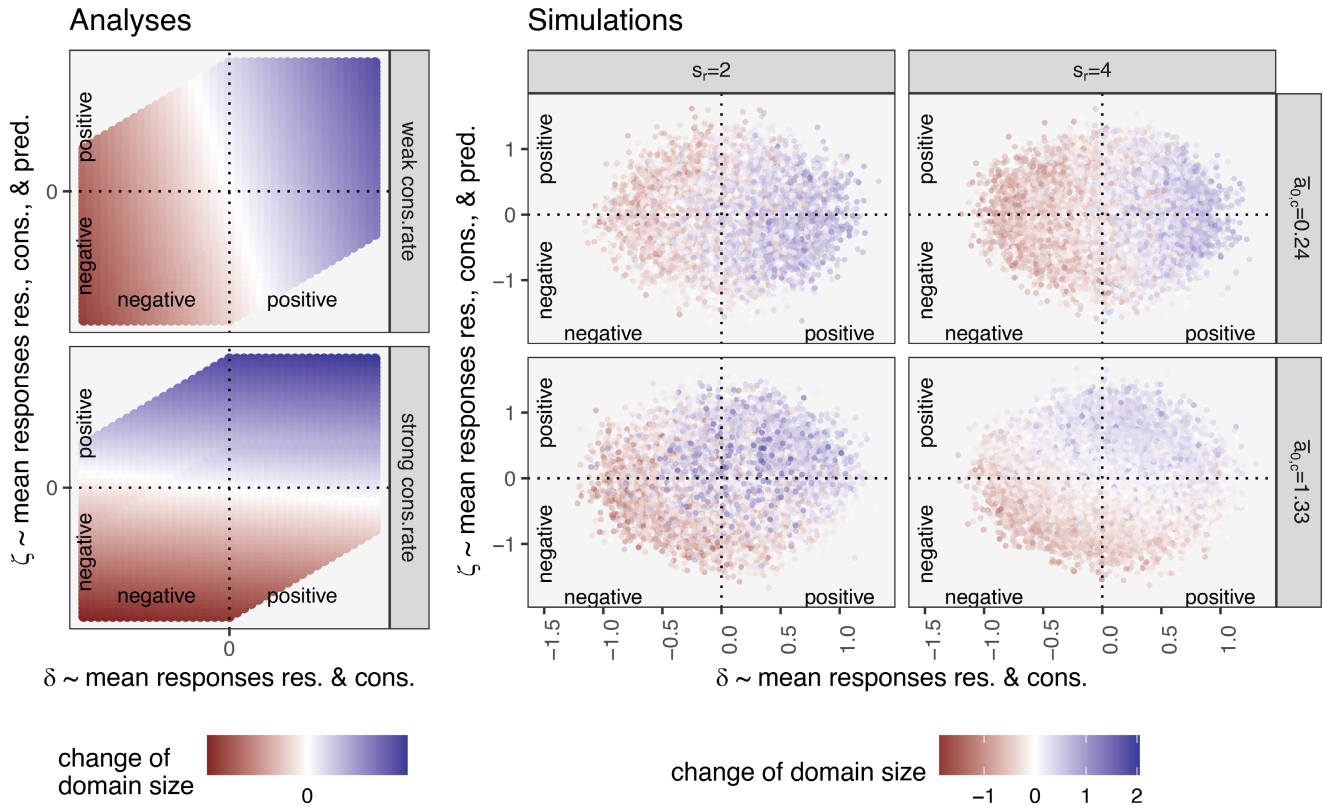 Analyses
Simulations
ζ ~ mean responses res., cons., & pred.
0
positive
negative
negative
positive
weak cons.rate
0
positive
negative
negative
positive
strong cons.rate
0
δ ~ mean responses res. & cons.
change of
domain size
0
ζ ~ mean responses res., cons., & pred.
sᵣ=2
sᵣ=4
1
0
−1
positive
negative
negative
positive
positive
negative
negative
positive
a̅₀,c=0.24
1
0
−1
positive
negative
negative
positive
positive
negative
negative
positive
a̅₀,c=1.33
−1.5
−1.0
−0.5
0.0
0.5
1.0
−1.5
−1.0
−0.5
0.0
0.5
1.0
δ ~ mean responses res. & cons.
change of domain size
−1
0
1
2